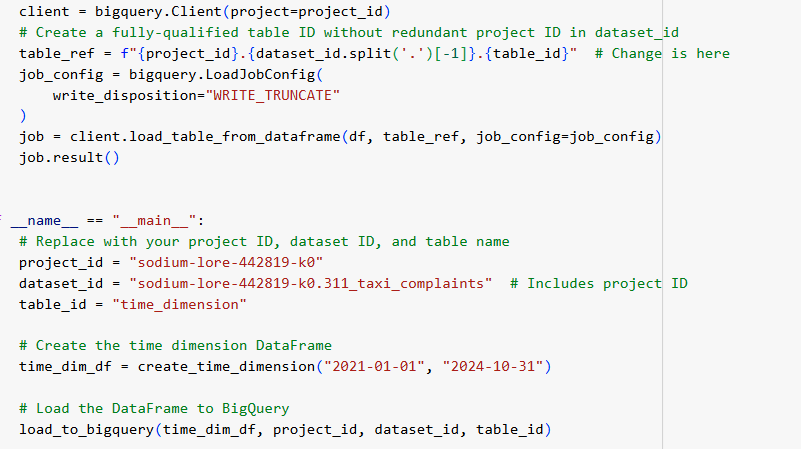 client = bigquery.Client(project=project_id)
# Create a fully-qualified table ID without redundant project ID in dataset_id
table_ref = f"{project_id}.{dataset_id.split('.')[-1]}.{table_id}"  # Change is here
job_config = bigquery.LoadJobConfig(
    write_disposition="WRITE_TRUNCATE"
)
job = client.load_table_from_dataframe(df, table_ref, job_config=job_config)
job.result()
__name__ == "__main__":
# Replace with your project ID, dataset ID, and table name
project_id = "sodium-lore-442819-k0"
dataset_id = "sodium-lore-442819-k0.311_taxi_complaints"  # Includes project ID
table_id = "time_dimension"
# Create the time dimension DataFrame
time_dim_df = create_time_dimension("2021-01-01", "2024-10-31")
# Load the DataFrame to BigQuery
load_to_bigquery(time_dim_df, project_id, dataset_id, table_id)